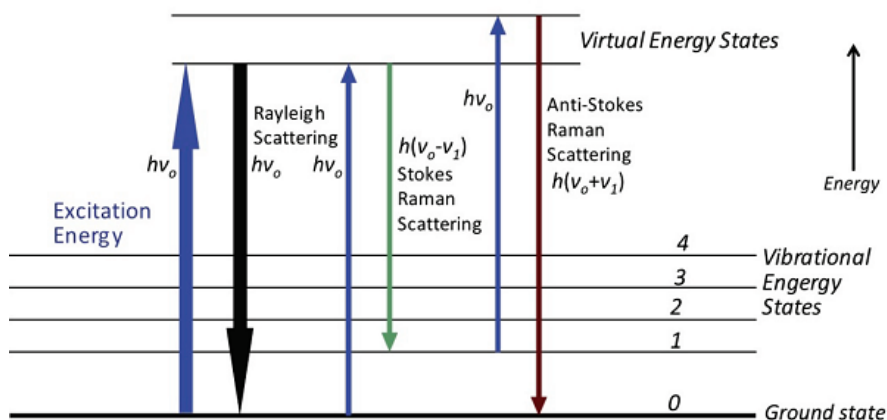 Virtual Energy States
hνo
Rayleigh
Scattering
hνo
hνo
h(νo-ν1)
Stokes
Raman
Scattering
hνo
Anti-Stokes
Raman
Scattering
h(νo+ν1)
Energy
Excitation
Energy
4
3
2
1
0
Vibrational
Engergy
States
Ground state